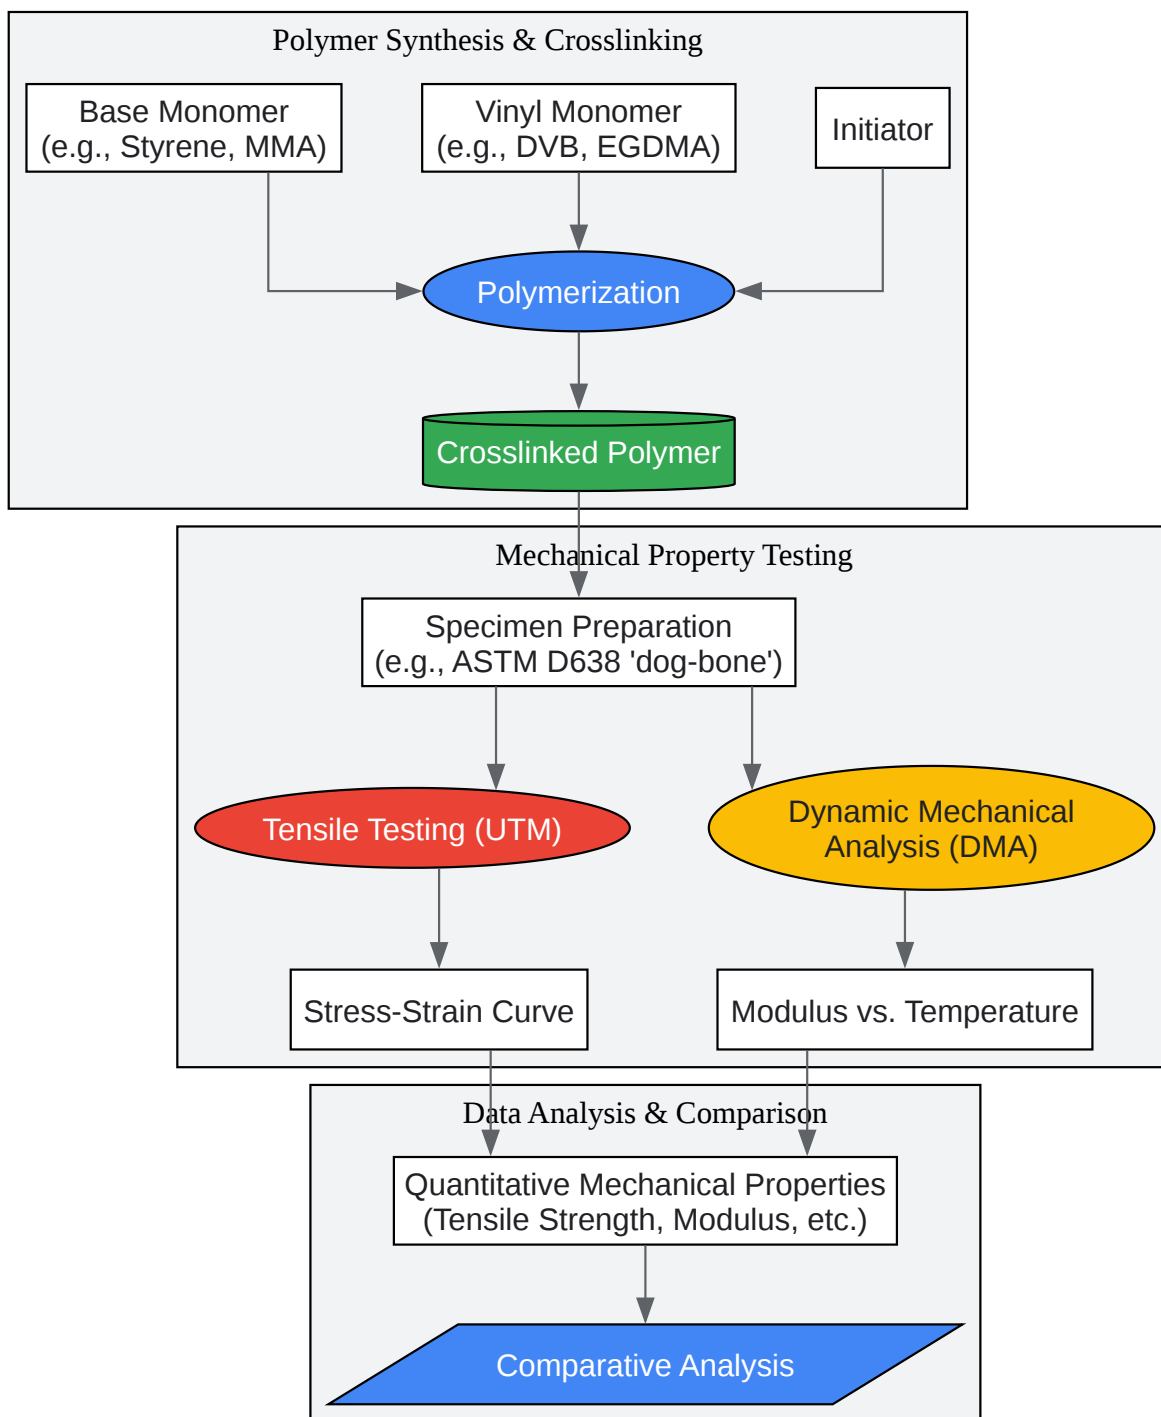 Polymer Synthesis & Crosslinking
Base Monomer
(e.g., Styrene, MMA)
Vinyl Monomer
(e.g., DVB, EGDMA)
Initiator
Polymerization
Crosslinked Polymer
Mechanical Property Testing
Specimen Preparation
(e.g., ASTM D638 'dog-bone')
Tensile Testing (UTM)
Dynamic Mechanical
Analysis (DMA)
Stress-Strain Curve
Modulus vs. Temperature
Data Analysis & Comparison
Quantitative Mechanical Properties
(Tensile Strength, Modulus, etc.)
Comparative Analysis